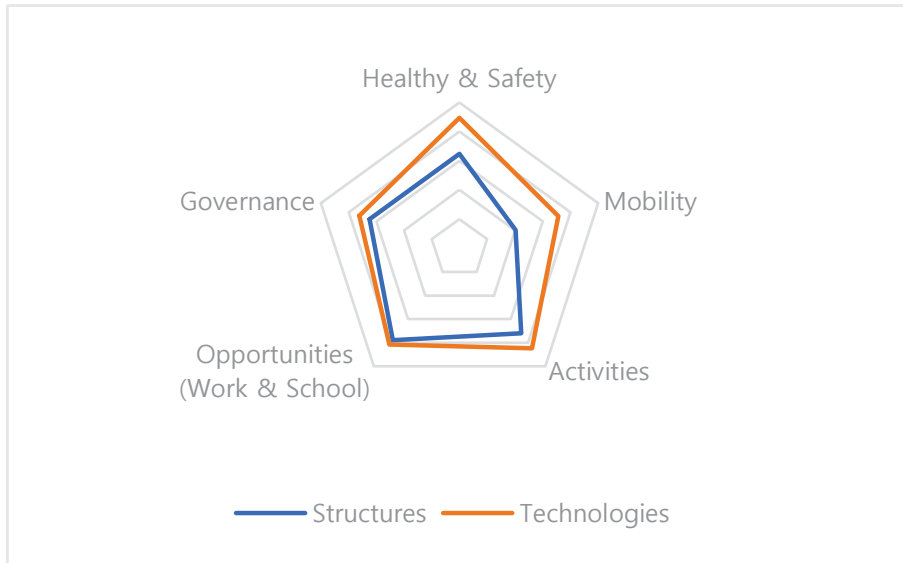 Healthy & Safety
Governance
Mobility
Opportunities
(Work & School)
Activities
Structures
Technologies